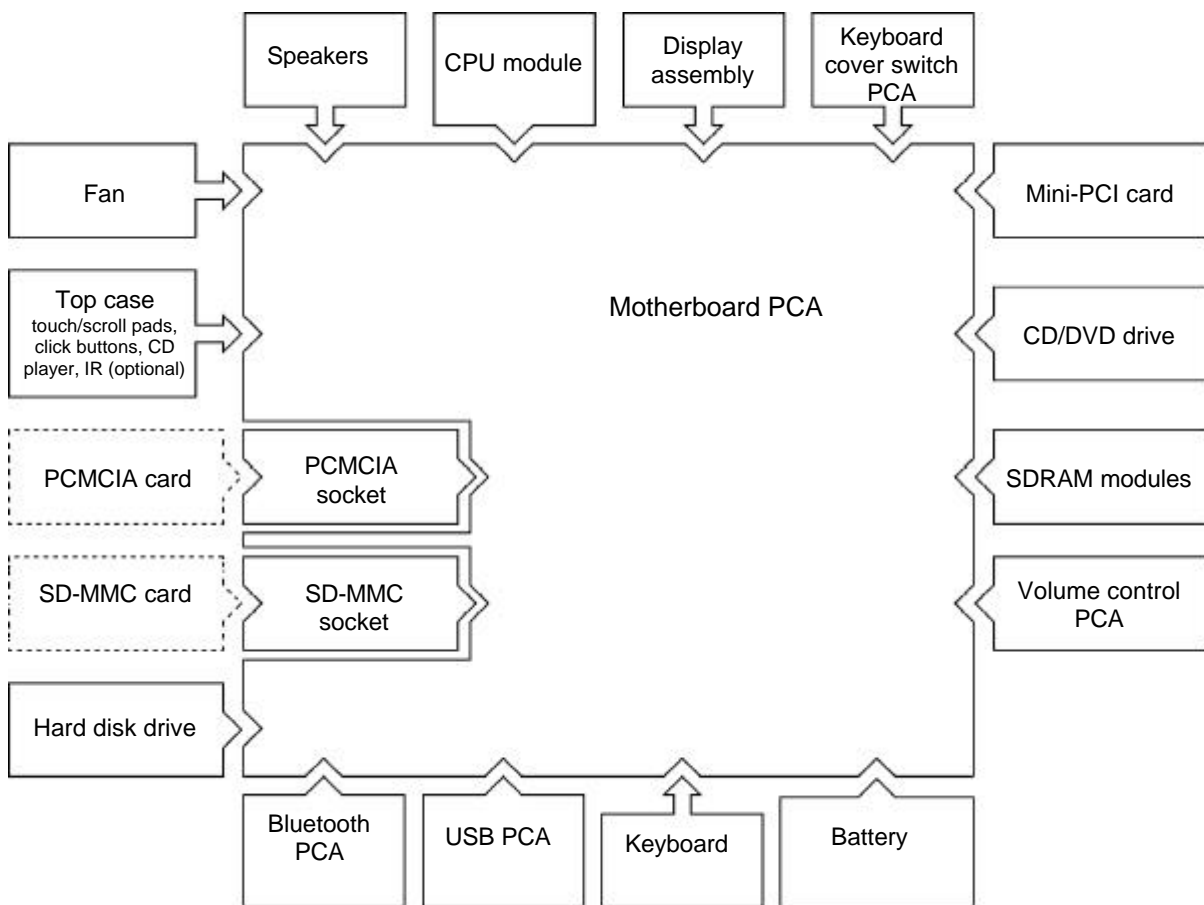 Speakers
CPU module
Display
assembly
Keyboard
cover switch
PCA
Fan
Mini-PCI card
Top case
touch/scroll pads,
click buttons, CD
player, IR (optional)
Motherboard PCA
CD/DVD drive
PCMCIA card
PCMCIA
socket
SDRAM modules
SD-MMC card
SD-MMC
socket
Volume control
PCA
Hard disk drive
Bluetooth
PCA
USB PCA
Keyboard
Battery